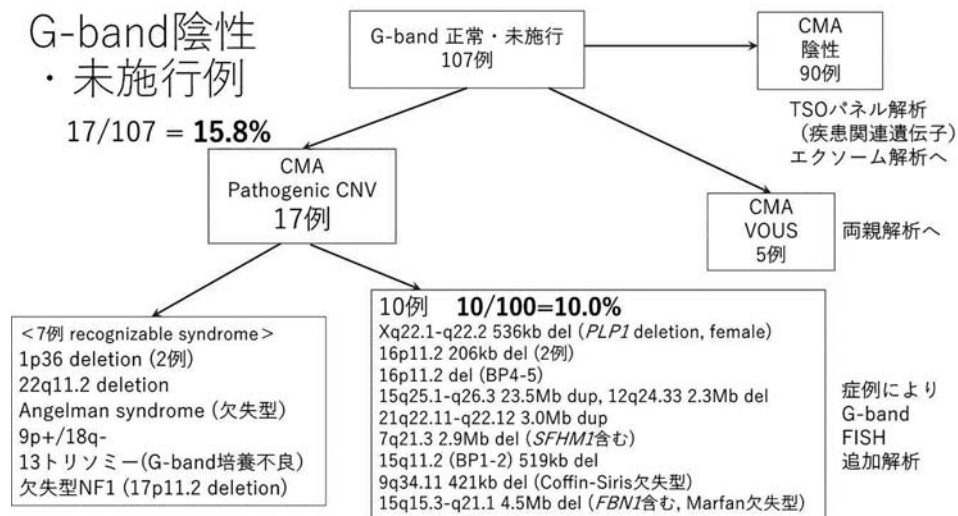 G-band陰性
・未施行例
17/107 = 15.8%
G-band 正常・未施行
107例
CMA
陰性
90例
TSOパネル解析
（疾患関連遺伝子）
エクソーム解析へ
CMA
Pathogenic CNV
17例
CMA
VOUS
5例
両親解析へ
＜7例 recognizable syndrome＞
1p36 deletion (2例)
22q11.2 deletion
Angelman syndrome (欠失型)
9p+/18q-
13トリソミー(G-band培養不良）
欠失型NF1 (17p11.2 deletion)
10例 10/100=10.0%
Xq22.1-q22.2 536kb del (PLP1 deletion, female)
16p11.2 206kb del (2例)
16p11.2 del (BP4-5)
15q25.1-q26.3 23.5Mb dup, 12q24.33 2.3Mb del
21q22.11-q22.12 3.0Mb dup
7q21.3 2.9Mb del (SFHM1含む)
15q11.2 (BP1-2) 519kb del
9q34.11 421kb del (Coffin-Siris欠失型)
15q15.3-q21.1 4.5Mb del (FBN1含む, Marfan欠失型)
症例により
G-band
FISH
追加解析